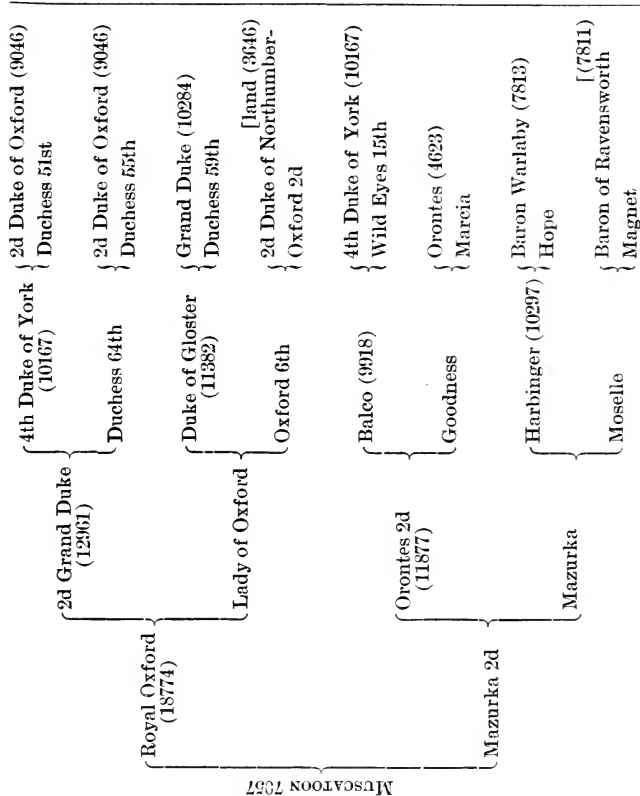 MUSCATOON 7057
Royal Oxford
(18774)
Mazurka 2d
2d Grand Duke
(12961)
Lady of Oxford
Orontes 2d
(11877)
Mazurka
4th Duke of York
(10167)
Duchess 64th
Duke of Gloster
(11382)
Oxford 6th
Balco (9918)
Goodness
Harbinger (10297)
Moselle
2d Duke of Oxford (9046)
Duchess 51st
2d Duke of Oxford (9046)
Duchess 55th
Grand Duke (10284)
Duchess 59th
[land (3646)
2d Duke of Northumber-
Oxford 2d
4th Duke of York (10167)
Wild Eyes 15th
Orontes (4623)
Marcia
Baron Warlaby (7813)
Hope
[(7811)
Baron of Ravensworth
Magnet